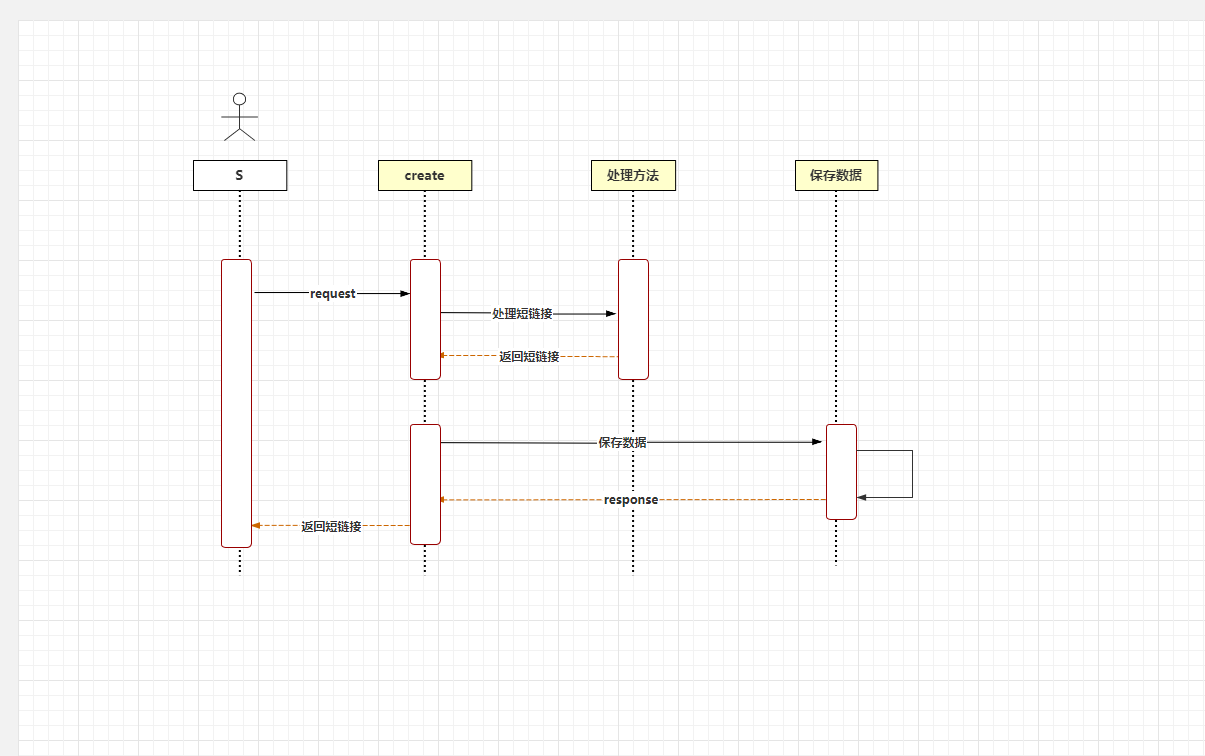 S
create
处理方法
保存数据
request
处理短链接
返回短链接
保存数据
response
返回短链接